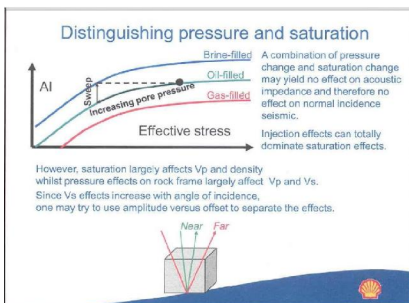 Distinguishing pressure and saturation
AI
Sweep
Brine-filled
Oil-filled
Increasing pore pressure
Gas-filled
Effective stress
A combination of pressure
change and saturation change
may yield no effect on acoustic
impedance and therefore no
effect on normal incidence
seismic.
Injection effects can totally
dominate saturation effects.
However, saturation largely affects Vp and density
whilst pressure effects on rock frame largely affect Vp and Vs.
Since Vs effects increase with angle of incidence,
one may try to use amplitude versus offset to separate the effects.
Near Far